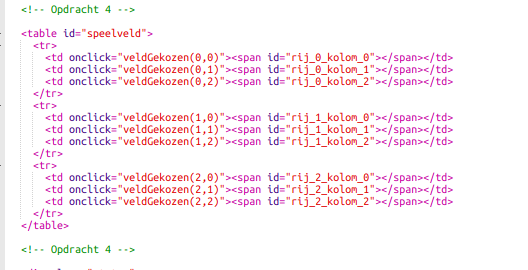 <!-- Opdracht 4 -->
<table id="speelveld">
<tr>
<td onclick="veldGekozen(0,0)"><span id="rij_0_kolom_0"></span></td>
<td onclick="veldGekozen(0,1)"><span id="rij_0_kolom_1"></span></td>
<td onclick="veldGekozen(0,2)"><span id="rij_0_kolom_2"></span></td>
</tr>
<tr>
<td onclick="veldGekozen(1,0)"><span id="rij_1_kolom_0"></span></td>
<td onclick="veldGekozen(1,1)"><span id="rij_1_kolom_1"></span></td>
<td onclick="veldGekozen(1,2)"><span id="rij_1_kolom_2"></span></td>
</tr>
<tr>
<td onclick="veldGekozen(2,0)"><span id="rij_2_kolom_0"></span></td>
<td onclick="veldGekozen(2,1)"><span id="rij_2_kolom_1"></span></td>
<td onclick="veldGekozen(2,2)"><span id="rij_2_kolom_2"></span></td>
</tr>
</table>
<!-- Opdracht 4 -->